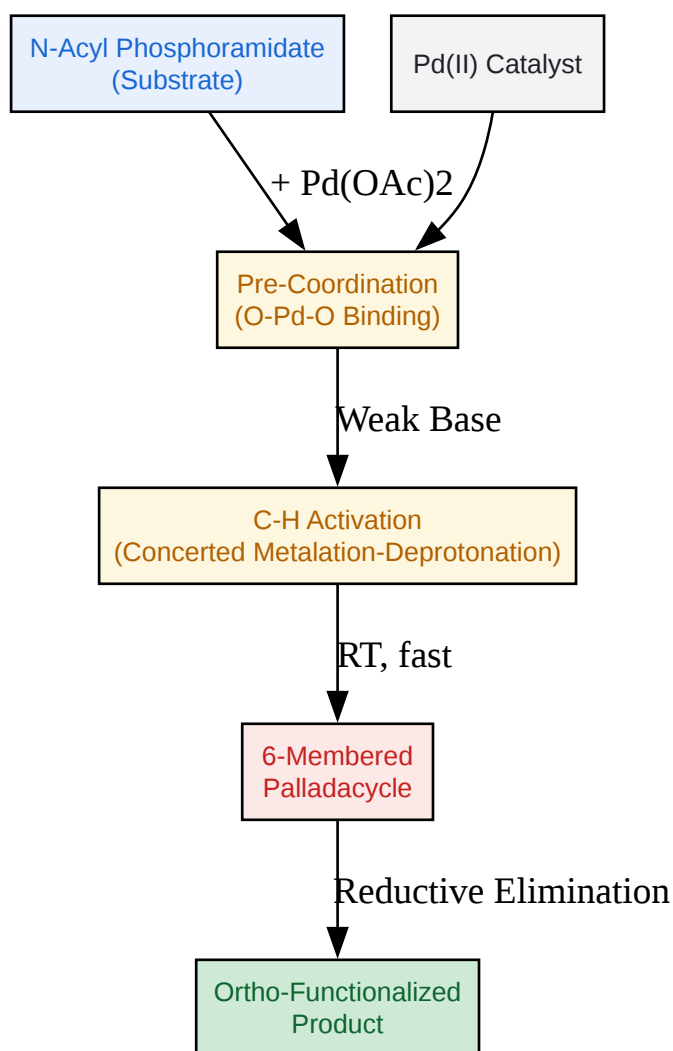 N-Acyl Phosphoramidate
(Substrate)
Pd(II) Catalyst
+ Pd(OAc)2
Pre-Coordination
(O-Pd-O Binding)
Weak Base
C-H Activation
(Concerted Metalation-Deprotonation)
RT, fast
6-Membered
Palladacycle
Reductive Elimination
Ortho-Functionalized
Product